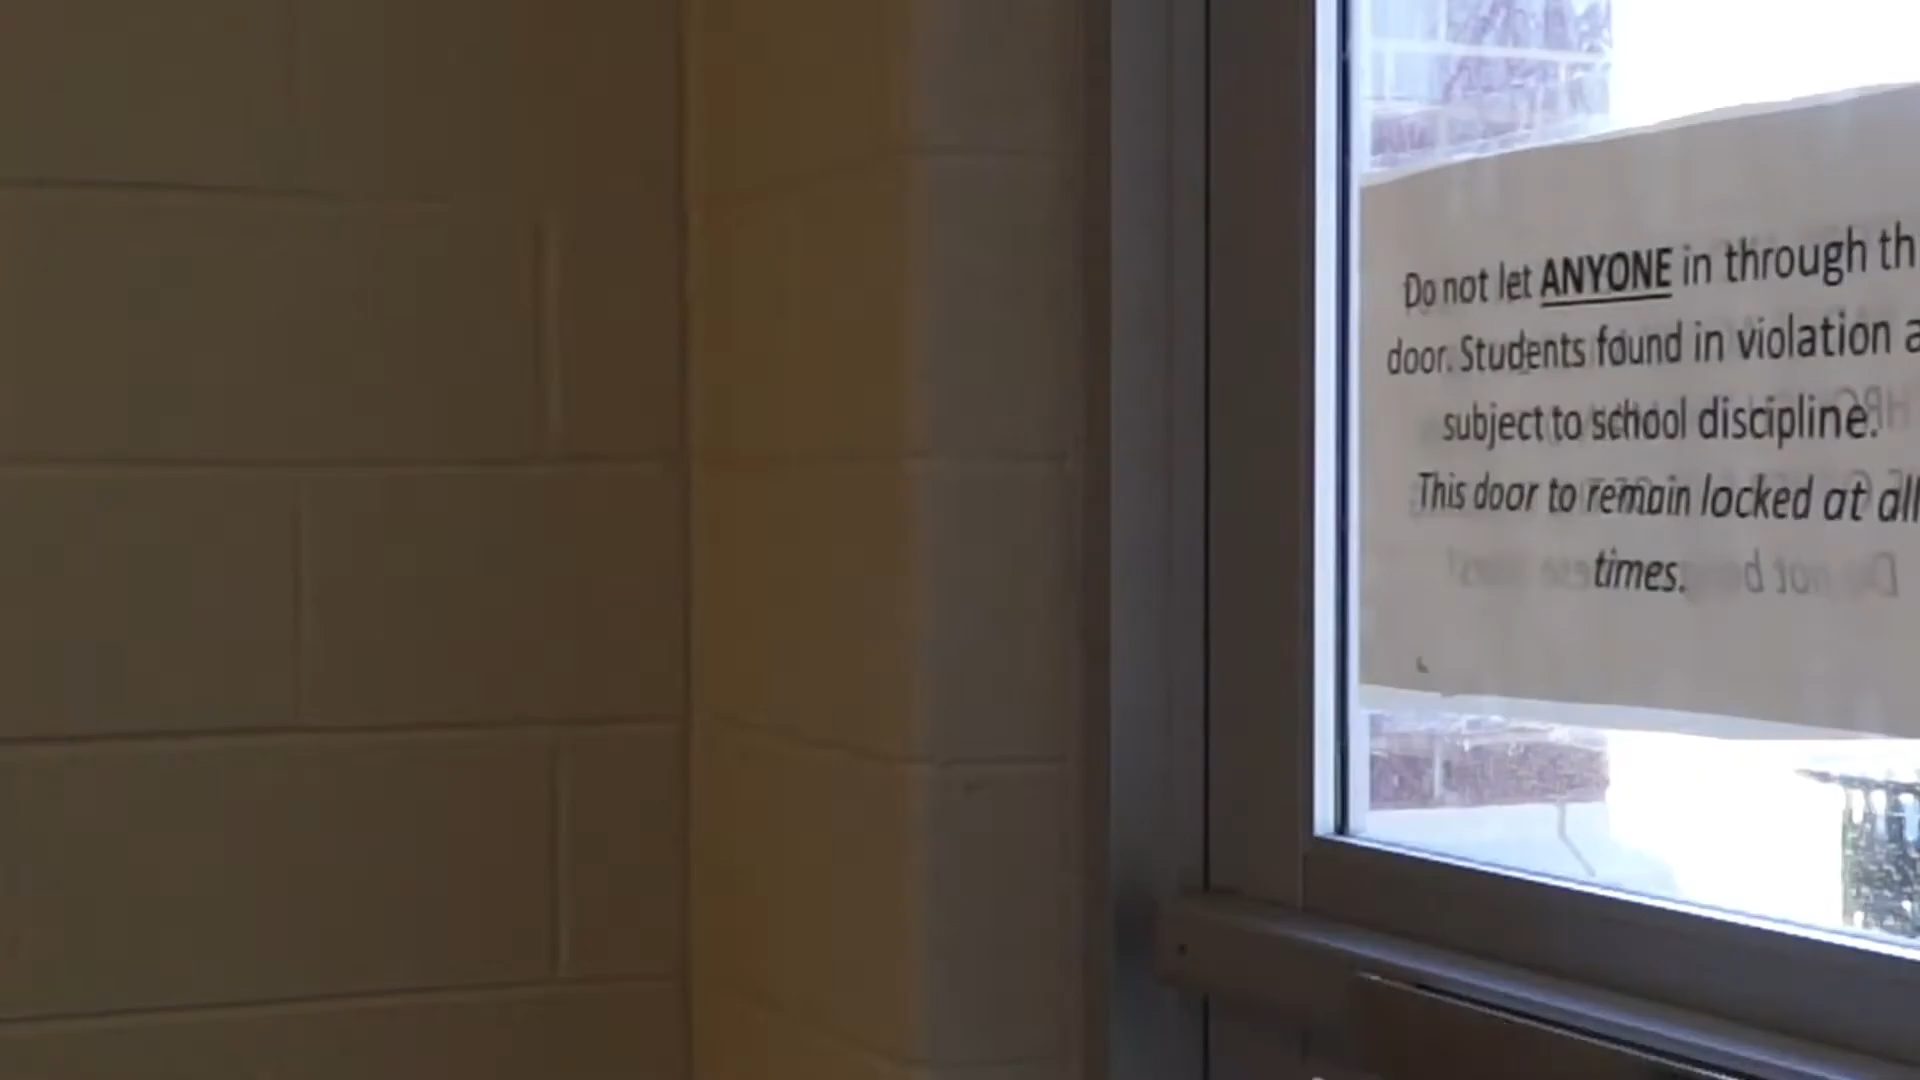 Do not let ANYONE in through th
door. Students found in violation a
subject to school discipline.
This door to remain locked at all
times.